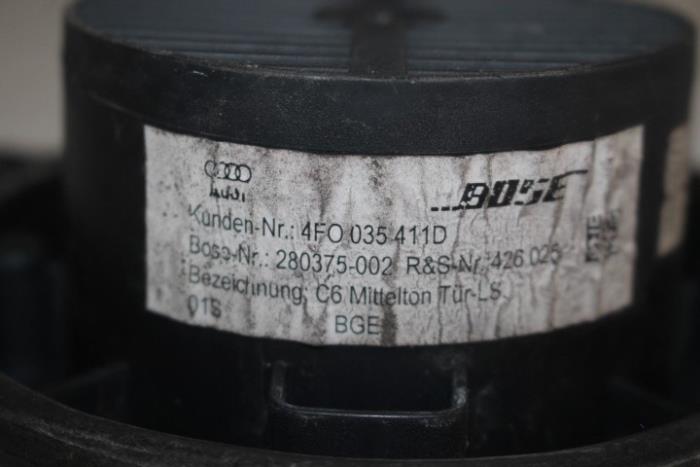 Audi
BOSE
Kunden-Nr.: 4FO 035 411D
Bose-Nr.: 280375-002 R&S-Nr.:426 025
Bezeichnung: C6 Mittelton Tür-LS
01S
BGE